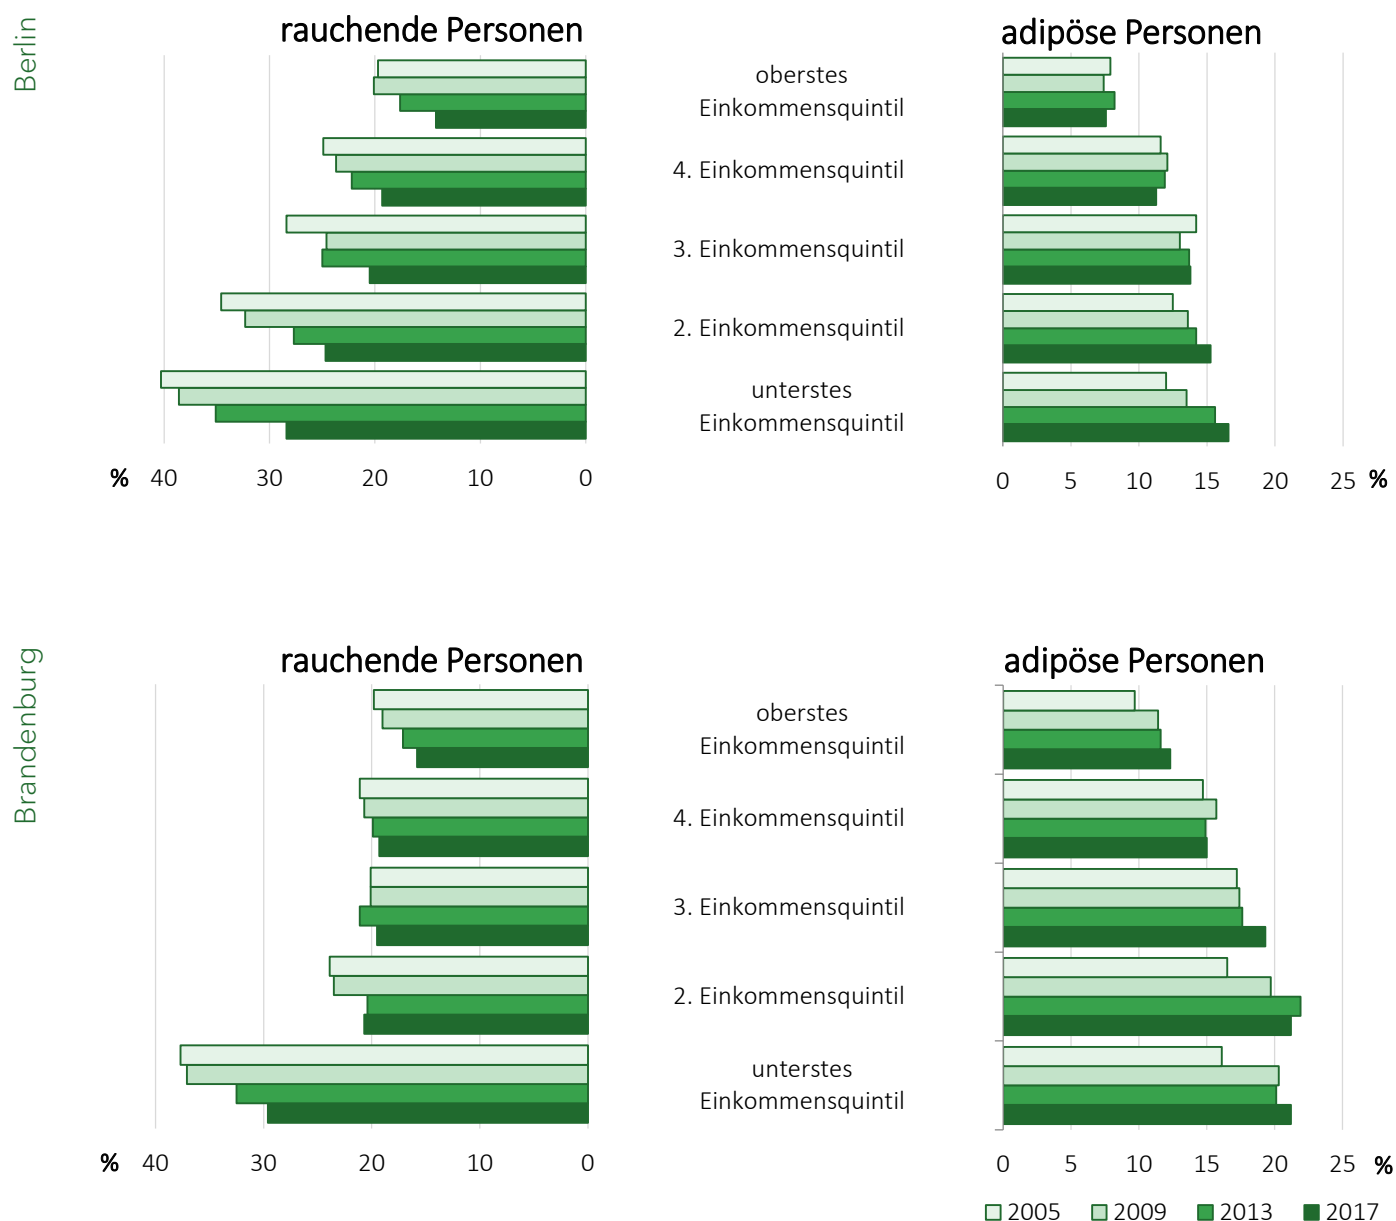 Berlin
rauchende Personen
adipöse Personen
oberstes
Einkommensquintil
4. Einkommensquintil
3. Einkommensquintil
2. Einkommensquintil
unterstes
Einkommensquintil
% 40 30 20 10 0
0 5 10 15 20 25 %
Brandenburg
rauchende Personen
adipöse Personen
oberstes
Einkommensquintil
4. Einkommensquintil
3. Einkommensquintil
2. Einkommensquintil
unterstes
Einkommensquintil
% 40 30 20 10 0
0 5 10 15 20 25 %
2005 2009 2013 2017